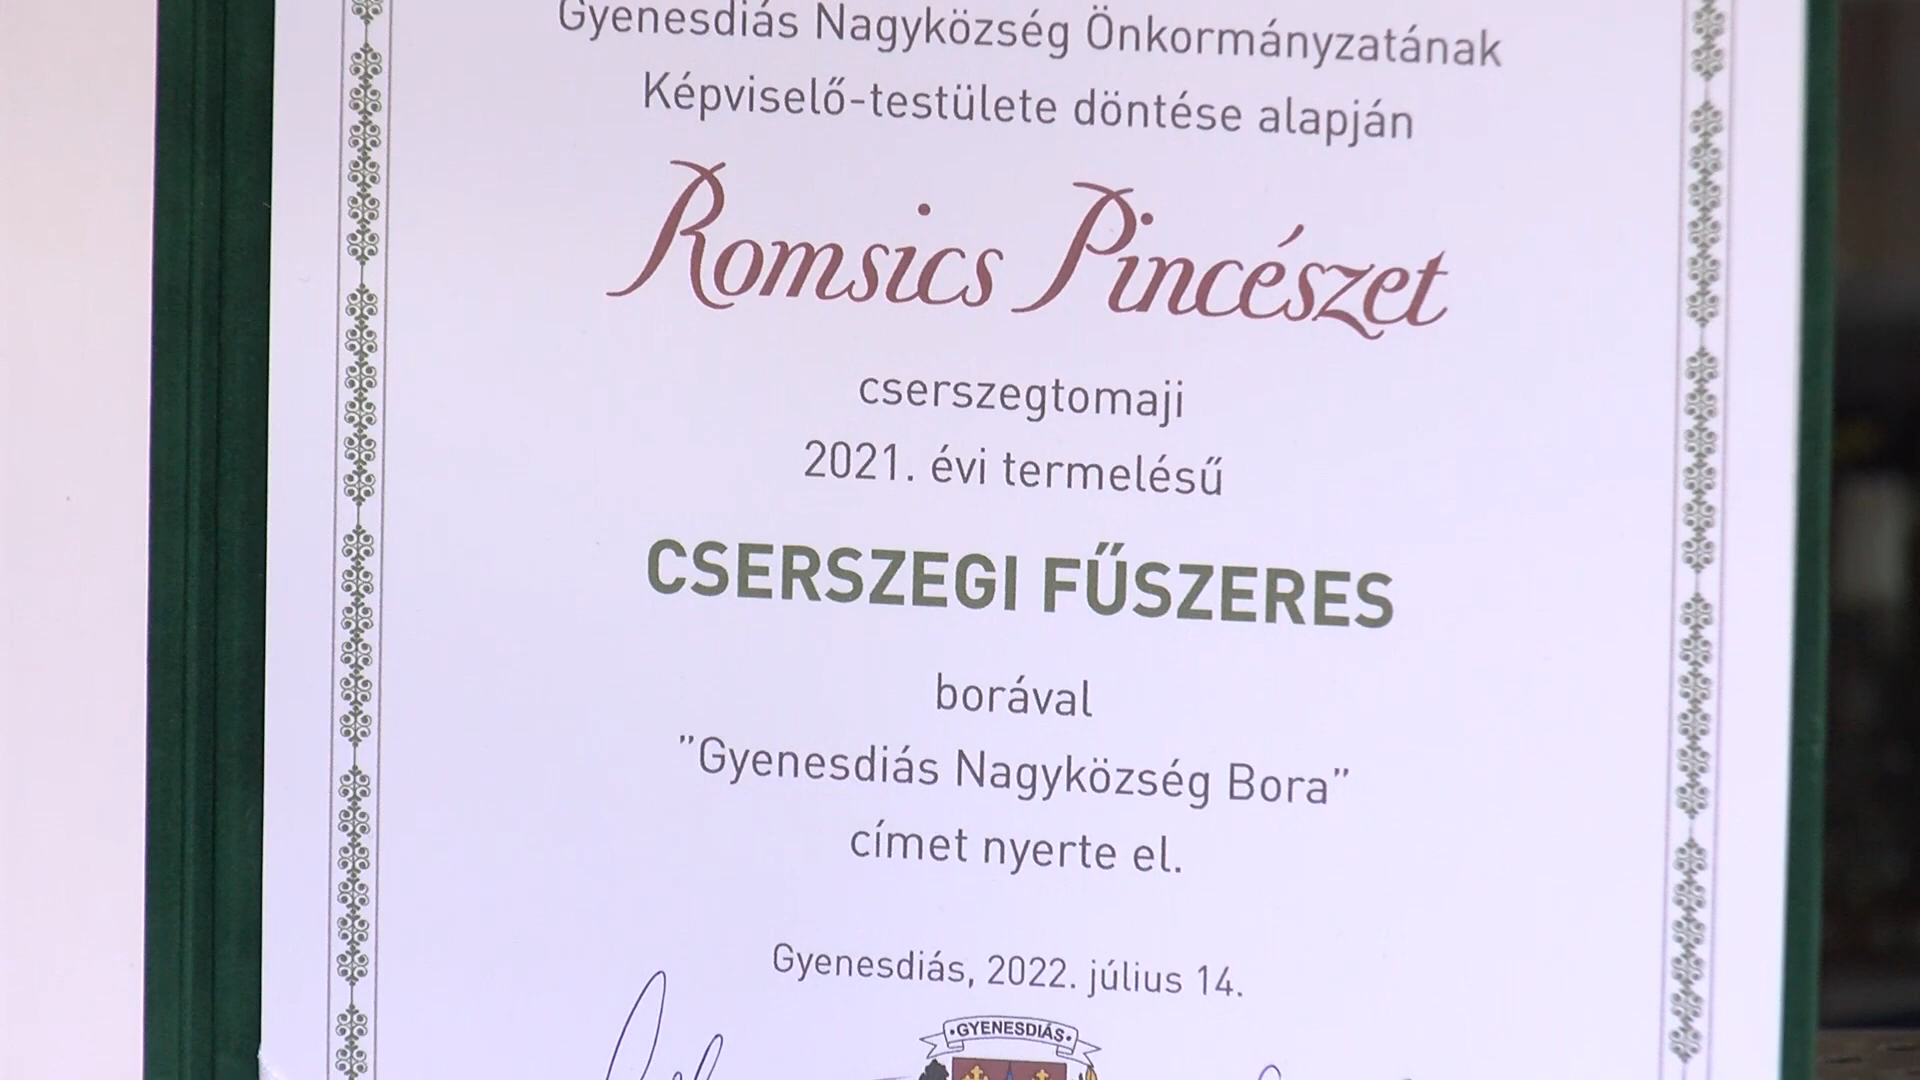 Gyenesdiás Nagyközség Önkormányzatának
Képviselő-testülete döntése alapján
Romsics Pincészet
cserszegtomaji
2021. évi termelésű
CSERSZEGI FŰSZERES
borával
"Gyenesdiás Nagyközség Bora"
címet nyerte el.
Gyenesdiás, 2022. július 14.
•GYENESDIÁS•